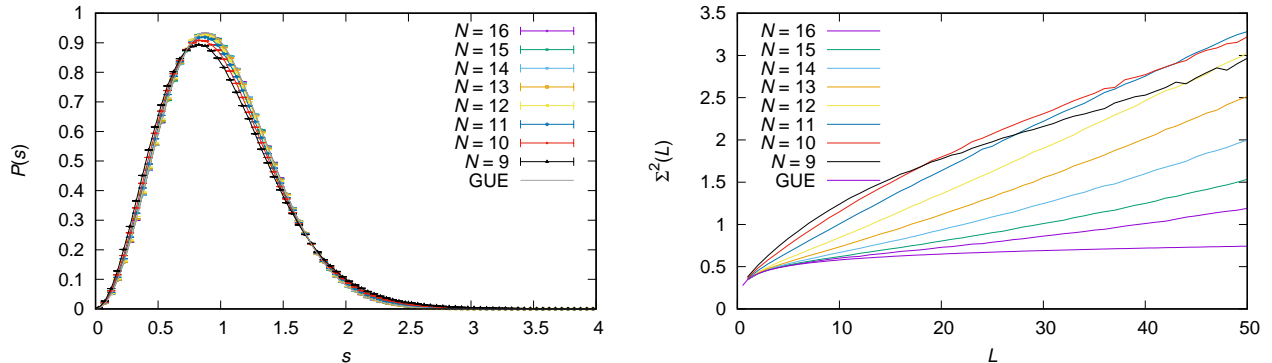 P(s)
1
0.9
0.8
0.7
0.6
0.5
0.4
0.3
0.2
0.1
0
0 0.5 1 1.5 2 2.5 3 3.5 4
s
N = 16
N = 15
N = 14
N = 13
N = 12
N = 11
N = 10
N = 9
GUE
Σ²(L)
3.5
3
2.5
2
1.5
1
0.5
0
0 10 20 30 40 50
L
N = 16
N = 15
N = 14
N = 13
N = 12
N = 11
N = 10
N = 9
GUE